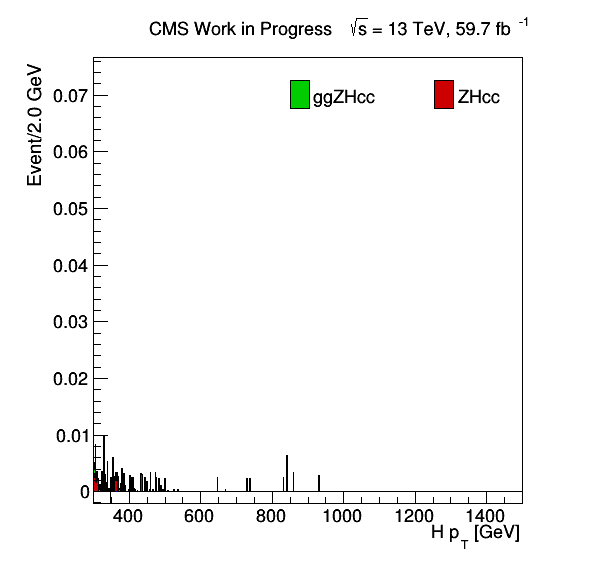 CMS Work in Progress √s = 13 TeV, 59.7 fb⁻¹
Event/2.0 GeV
ggZHcc ZHcc
0.07
0.06
0.05
0.04
0.03
0.02
0.01
0
400 600 800 1000 1200 1400
H p_T [GeV]